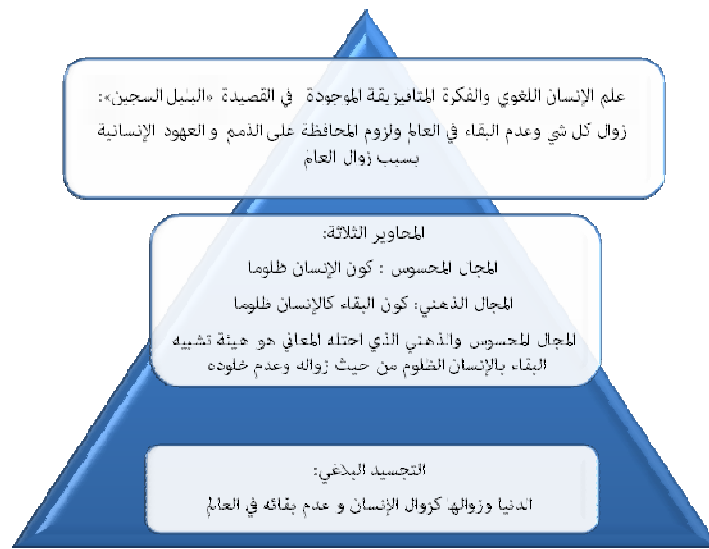 علم الإنسان اللغوي والفكرة المتافيزيقة الموجودة في القصيدة «البلبل السجين»:
زوال كل شي وعدم البقاء في العالم ولزوم المحافظة على الذمم و العهود الإنسانية
بسبب زوال العالم
المحاوير الثلاثة:
المجال المحسوس : كون الإنسان ظلوما
المجال الذهني: كون البقاء كالإنسان ظلوما
المجال المحسوس والذهني الذي احتله المعاني هو هيئة تشبيه
البقاء بالإنسان الظلوم من حيث زواله وعدم خلوده
التجسيد البلاغي:
الدنيا وزوالها كزوال الإنسان و عدم بقائه في العالم